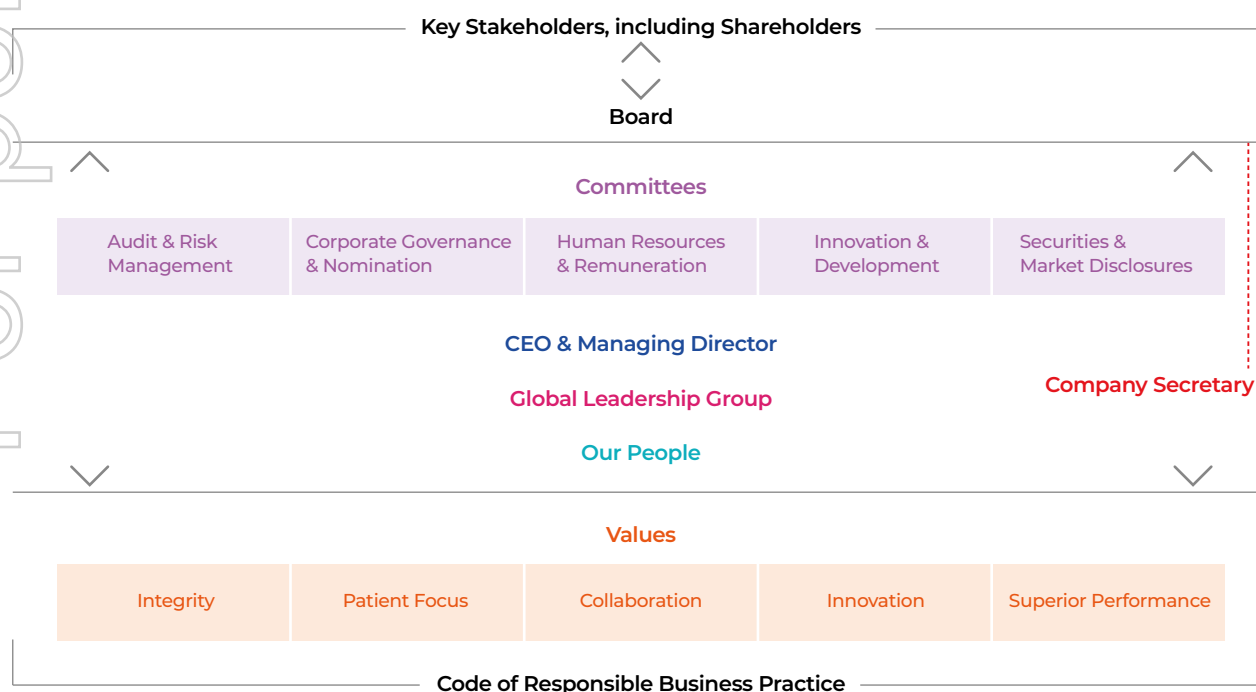 Key Stakeholders, including Shareholders
Board
Committees
Audit & Risk
Management
Corporate Governance
& Nomination
Human Resources
& Remuneration
Innovation &
Development
Securities &
Market Disclosures
CEO & Managing Director
Company Secretary
Global Leadership Group
Our People
Values
Integrity
Patient Focus
Collaboration
Innovation
Superior Performance
Code of Responsible Business Practice